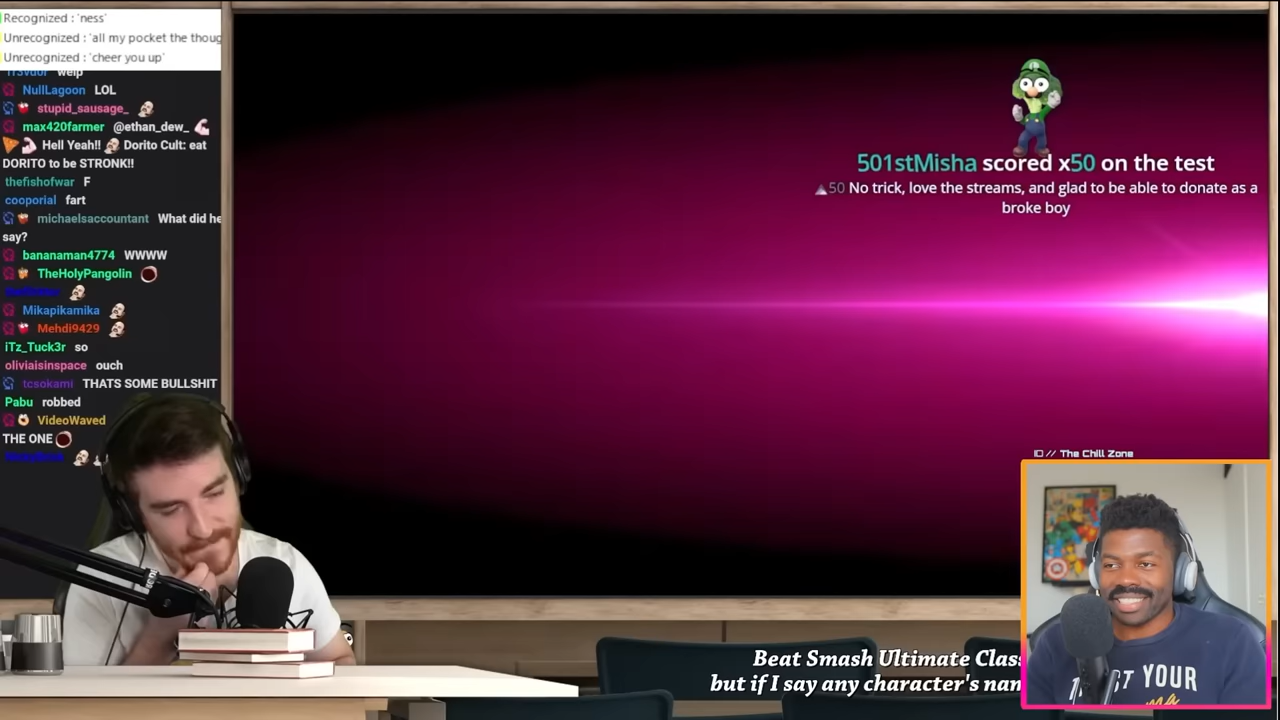 Recognized : 'ness'
Unrecognized : 'all my pocket the thoug
Unrecognized : 'cheer you up'
welp
NullLagoon LOL
stupid_sausage_
max420farmer @ethan_dew_
Hell Yeah!! Dorito Cult: eat
DORITO to be STRONK!!
thefishofwar F
cooporial fart
michaelsaccountant What did he
say?
bananaman4774 WWWW
TheHolyPangolin
Mikapikamika
Mehdi9429
iTz_Tuck3r so
oliviaisinspace ouch
tcsokami THATS SOME BULLSHIT
Pabu robbed
VideoWaved
THE ONE
501stMisha scored x50 on the test
50 No trick, love the streams, and glad to be able to donate as a
broke boy
// The Chill Zone
Beat Smash Ultimate Clas
but if I say any character's nam
ST YOUR